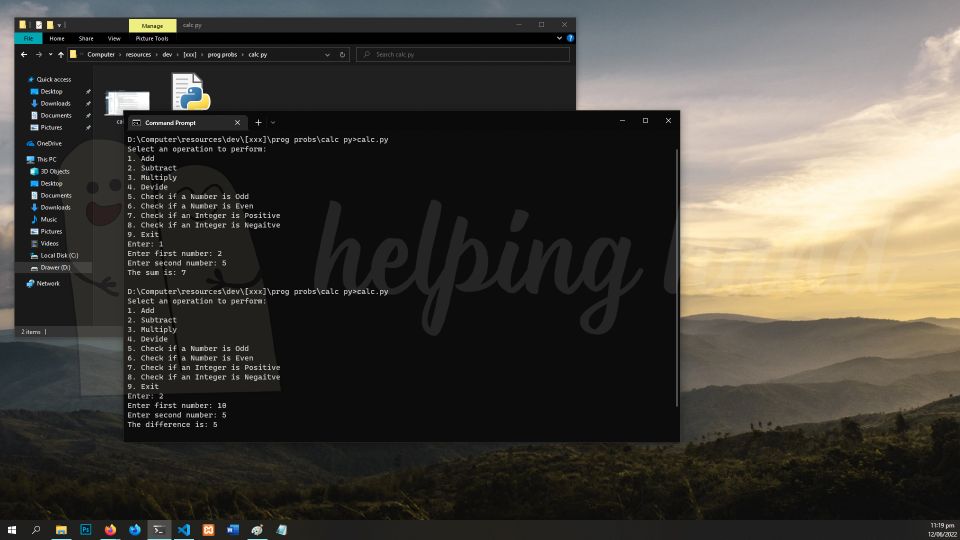 Manage
calc py
File
Home
Share
View
Picture Tools
Computer
resources
dev
[xxx]
prog probs
calc py
Search calc py
Quick access
Desktop
Downloads
Documents
Pictures
OneDrive
This PC
3D Objects
Desktop
Documents
Downloads
Music
Pictures
Videos
Local Disk (C:)
Drawer (D:)
Network
2 items
Command Prompt
D:\Computer\resources\dev\[xxx]\prog probs\calc py>calc.py
Select an operation to perform:
1. Add
2. Subtract
3. Multiply
4. Devide
5. Check if a Number is Odd
6. Check if a Number is Even
7. Check if an Integer is Positive
8. Check if an Integer is Negaitve
9. Exit
Enter: 1
Enter first number: 2
Enter second number: 5
The sum is: 7
D:\Computer\resources\dev\[xxx]\prog probs\calc py>calc.py
Select an operation to perform:
1. Add
2. Subtract
3. Multiply
4. Devide
5. Check if a Number is Odd
6. Check if a Number is Even
7. Check if an Integer is Positive
8. Check if an Integer is Negaitve
9. Exit
Enter: 2
Enter first number: 10
Enter second number: 5
The difference is: 5
helping
Ps
11:19 pm
12/06/2022